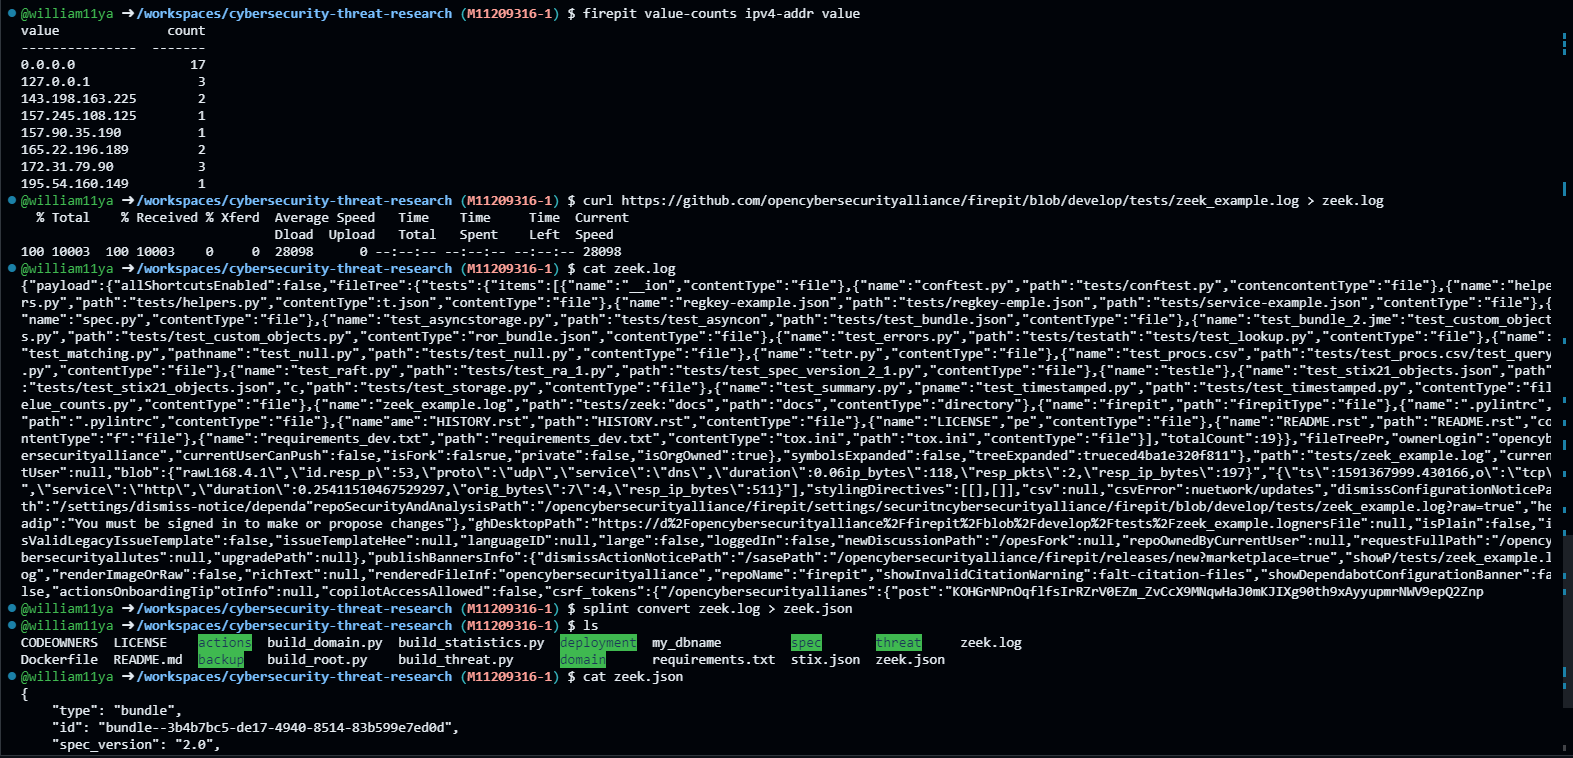 @william11ya ➜/workspaces/cybersecurity-threat-research (M11209316-1) $ firepit value-counts ipv4-addr value
value                  count
---------------  -------
0.0.0.0              17
127.0.0.1             3
143.198.163.225       2
157.245.108.125       1
157.90.35.190         1
165.22.196.189        2
172.31.79.90          3
195.54.160.149        1
@william11ya ➜/workspaces/cybersecurity-threat-research (M11209316-1) $ curl https://github.com/opencybersecurityalliance/firepit/blob/develop/tests/zeek_example.log > zeek.log
  % Total    % Received % Xferd  Average Speed   Time    Time     Time  Current
                                 Dload  Upload   Total   Spent    Left  Speed
100 10003  100 10003    0     0  28098      0 --:--:-- --:--:-- --:--:-- 28098
@william11ya ➜/workspaces/cybersecurity-threat-research (M11209316-1) $ cat zeek.log
{"payload":{"allShortcutsEnabled":false,"fileTree":{"tests":{"items":[{"name":"__ion","contentType":"file"},{"name":"conftest.py","path":"tests/conftest.py","contencontentType":"file"},{"name":"helpe
rs.py","path":"tests/helpers.py","contentType":t.json","contentType":"file"},{"name":"regkey-example.json","path":"tests/regkey-emple.json","path":"tests/service-example.json","contentType":"file"},{
"name":"spec.py","contentType":"file"},{"name":"test_asyncstorage.py","path":"tests/test_asyncon","path":"tests/test_bundle.json","contentType":"file"},{"name":"test_bundle_2.jme":"test_custom_object
s.py","path":"tests/test_custom_objects.py","contentType":"ror_bundle.json","contentType":"file"},{"name":"test_errors.py","path":"tests/testath":"tests/test_lookup.py","contentType":"file"},{"name":
"test_matching.py","pathname":"test_null.py","path":"tests/test_null.py","contentType":"file"},{"name":"tetr.py","contentType":"file"},{"name":"test_procs.csv","path":"tests/test_procs.csv/test_query
.py","contentType":"file"},{"name":"test_raft.py","path":"tests/test_ra_1.py","path":"tests/test_spec_version_2_1.py","contentType":"file"},{"name":"testle"},{"name":"test_stix21_objects.json","path"
:"tests/test_stix21_objects.json","c,"path":"tests/test_storage.py","contentType":"file"},{"name":"test_summary.py","pname":"test_timestamped.py","path":"tests/test_timestamped.py","contentType":"fil
elue_counts.py","contentType":"file"},{"name":"zeek_example.log","path":"tests/zeek:"docs","path":"docs","contentType":"directory"},{"name":"firepit","path":"firepitType":"file"},{"name":".pylintrc",
"path":".pylintrc","contentType":"file"},{"name"ame":"HISTORY.rst","path":"HISTORY.rst","contentType":"file"},{"name":"LICENSE","pe","contentType":"file"},{"name":"README.rst","path":"README.rst","co
ntentType":"f":"file"},{"name":"requirements_dev.txt","path":"requirements_dev.txt","contentType":"tox.ini","path":"tox.ini","contentType":"file"}],"totalCount":19}},"fileTreePr,"ownerLogin":"opencyb
ersecurityalliance","currentUserCanPush":false,"isFork":falsrue,"private":false,"isOrgOwned":true},"symbolsExpanded":false,"treeExpanded":trueced4ba1e320f811"},"path":"tests/zeek_example.log","curren
tUser":null,"blob":{"rawL168.4.1\",\"id.resp_p\":53,\"proto\":\"udp\",\"service\":\"dns\",\"duration\":0.06ip_bytes\":118,\"resp_pkts\":2,\"resp_ip_bytes\":197}","{\"ts\":1591367999.430166,o\":\"tcp\
",\"service\":\"http\",\"duration\":0.25411510467529297,\"orig_bytes\":7\":4,\"resp_ip_bytes\":511}"],"stylingDirectives":[[],[]],"csv":null,"csvError":nuetwork/updates","dismissConfigurationNoticePa
th":"/settings/dismiss-notice/dependa"repoSecurityAndAnalysisPath":"/opencybersecurityalliance/firepit/settings/securitncybersecurityalliance/firepit/blob/develop/tests/zeek_example.log?raw=true","he
adip":"You must be signed in to make or propose changes"},"ghDesktopPath":"https://d%2Fopencybersecurityalliance%2Ffirepit%2Fblob%2Fdevelop%2Ftests%2Fzeek_example.lognersFile":null,"isPlain":false,"i
sValidLegacyIssueTemplate":false,"issueTemplateHee":null,"languageID":null,"large":false,"loggedIn":false,"newDiscussionPath":"/opesFork":null,"repoOwnedByCurrentUser":null,"requestFullPath":"/opency
bersecurityallutes":null,"upgradePath":null},"publishBannersInfo":{"dismissActionNoticePath":"/sasePath":"/opencybersecurityalliance/firepit/releases/new?marketplace=true","showP/tests/zeek_example.l
og","renderImageOrRaw":false,"richText":null,"renderedFileInf:"opencybersecurityalliance","repoName":"firepit","showInvalidCitationWarning":falt-citation-files","showDependabotConfigurationBanner":fa
lse,"actionsOnboardingTip"otInfo":null,"copilotAccessAllowed":false,"csrf_tokens":{"/opencybersecurityallianes":{"post":"KOHGrNPnOqflfsIrRZrV0EZm_ZvCcX9MNqwHaJ0mKJIXg90th9xAyyupmrNWV9epQ2Znp
@william11ya ➜/workspaces/cybersecurity-threat-research (M11209316-1) $ splint convert zeek.log > zeek.json
@william11ya ➜/workspaces/cybersecurity-threat-research (M11209316-1) $ ls
CODEOWNERS  LICENSE    actions  build_domain.py  build_statistics.py  deployment  my_dbname         spec       threat     zeek.log
Dockerfile  README.md  backup   build_root.py    build_threat.py      domain      requirements.txt  stix.json  zeek.json
@william11ya ➜/workspaces/cybersecurity-threat-research (M11209316-1) $ cat zeek.json
{
    "type": "bundle",
    "id": "bundle--3b4b7bc5-de17-4940-8514-83b599e7ed0d",
    "spec_version": "2.0",